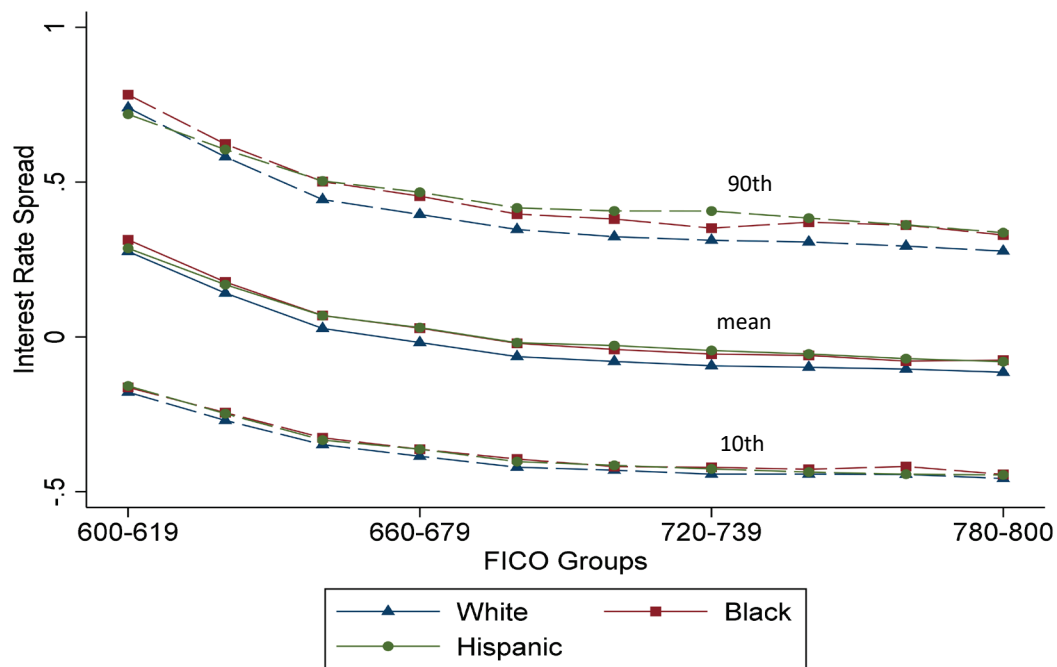 1
.5
0
-.5
Interest Rate Spread
90th
mean
10th
600-619 660-679 720-739 780-800
FICO Groups
White Black
Hispanic